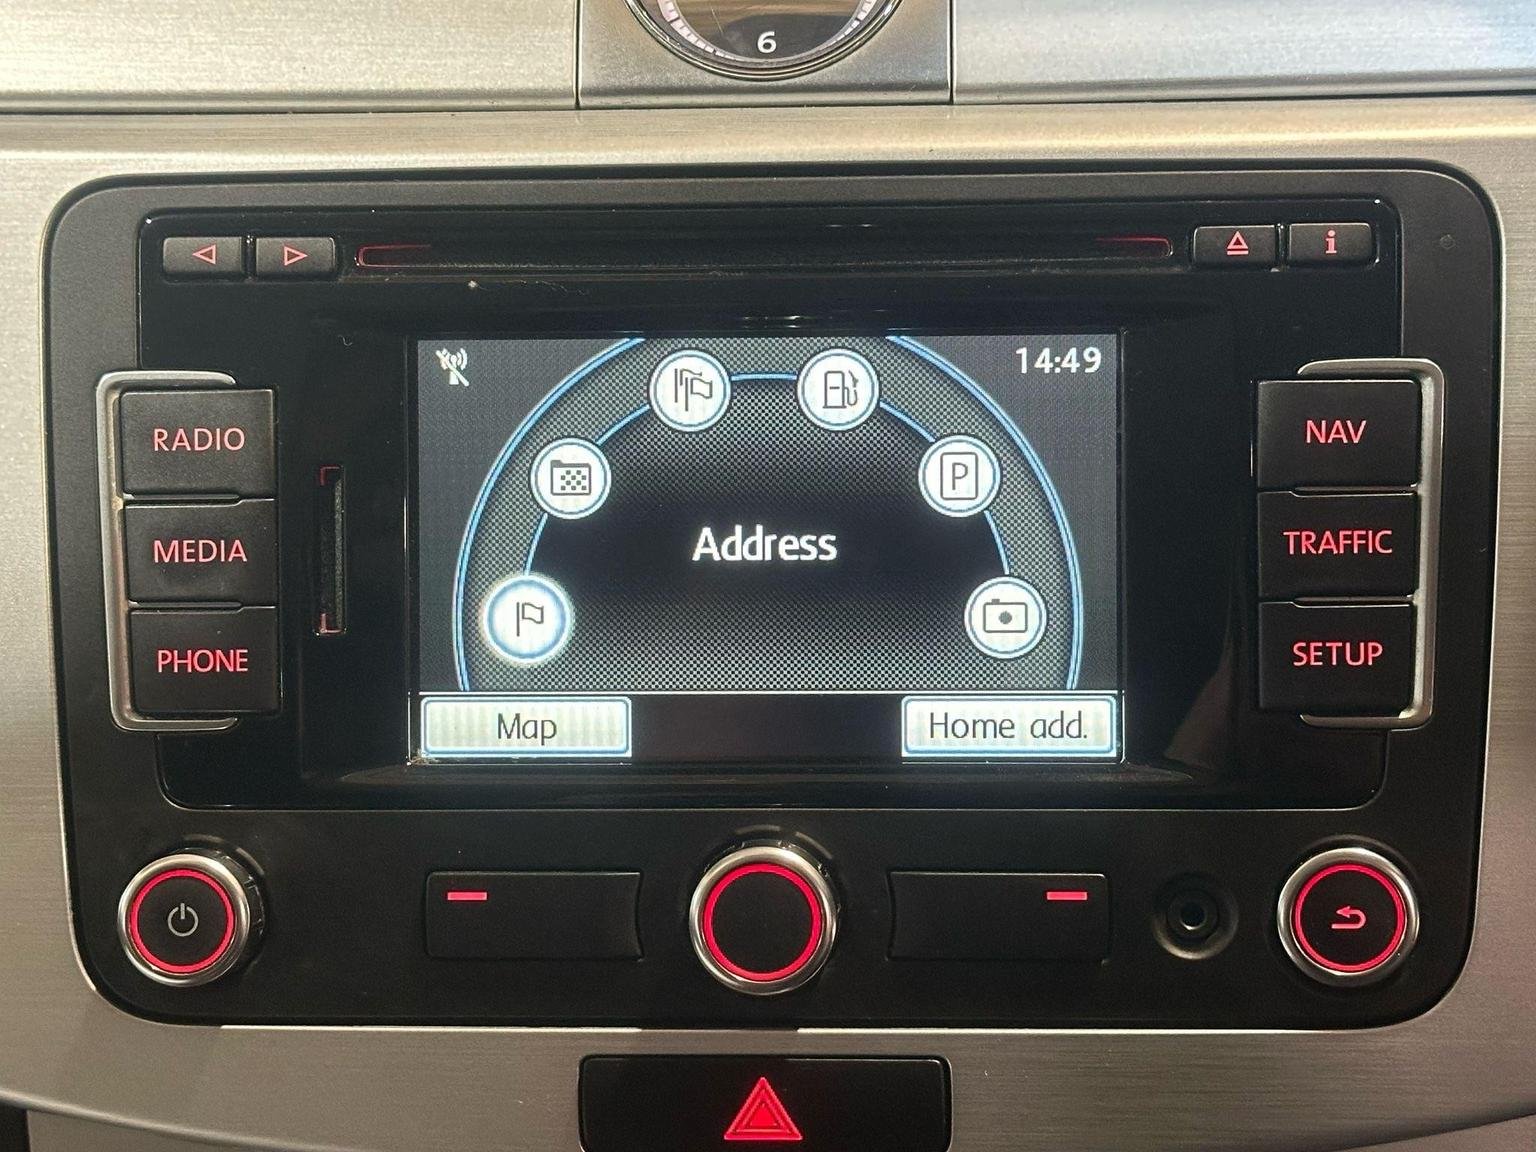 6
i
14:49
RADIO
MEDIA
PHONE
P
Address
Map
Home add.
NAV
TRAFFIC
SETUP